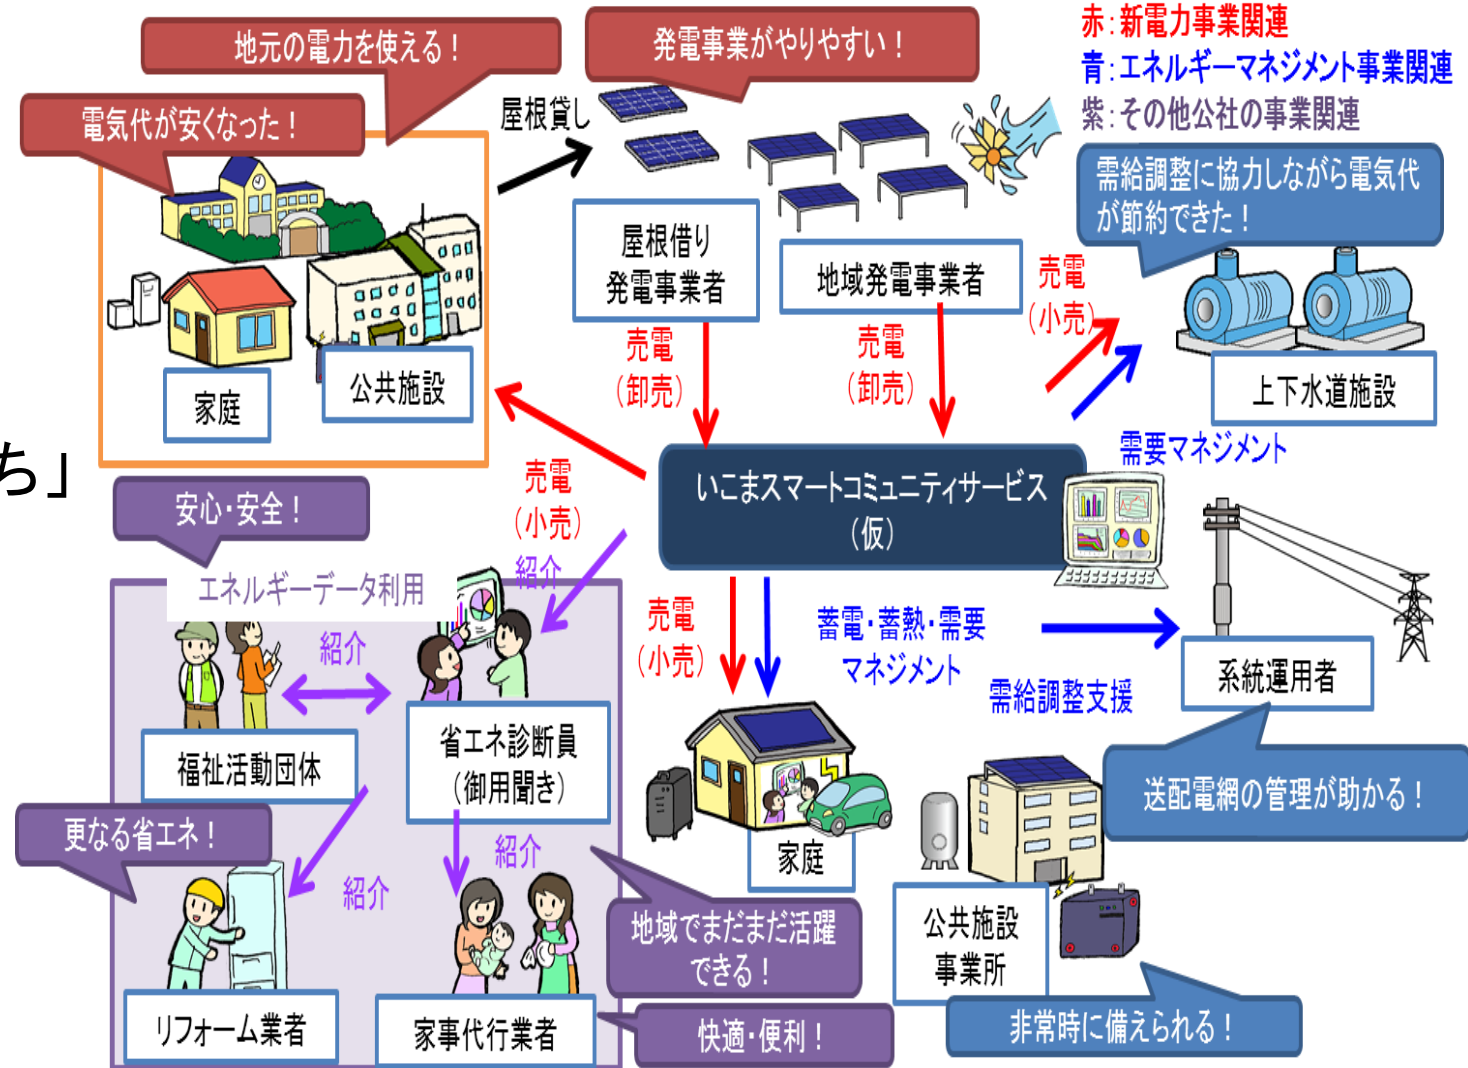 赤：新電力事業関連
青：エネルギーマネジメント事業関連
紫：その他公社の事業関連
地元の電力を使える！
発電事業がやりやすい！
電気代が安くなった！
屋根貸し
需給調整に協力しながら電気代
が節約できた！
屋根借り
発電事業者
地域発電事業者
売電
（小売）
売電
（卸売）
売電
（卸売）
家庭
公共施設
上下水道施設
ち」
需要マネジメント
いこまスマートコミュニティサービス
（仮）
売電
（小売）
安心・安全！
紹介
エネルギーデータ利用
紹介
売電
（小売）
蓄電・蓄熱・需要
マネジメント
需給調整支援
系統運用者
福祉活動団体
省エネ診断員
（御用聞き）
送配電網の管理が助かる！
更なる省エネ！
紹介
紹介
家庭
地域でまだまだ活躍
できる！
公共施設
事業所
リフォーム業者
家事代行業者
快適・便利！
非常時に備えられる！